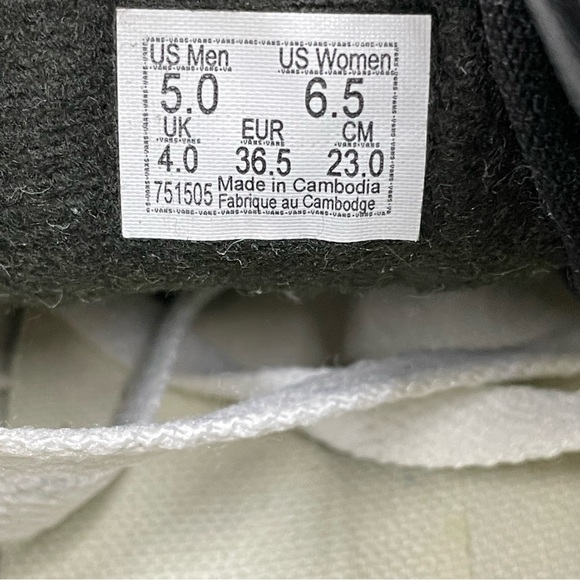 US Men US Women
5.0 6.5
UK EUR CM
4.0 36.5 23.0
751505 Made in Cambodia
Fabrique au Cambodge